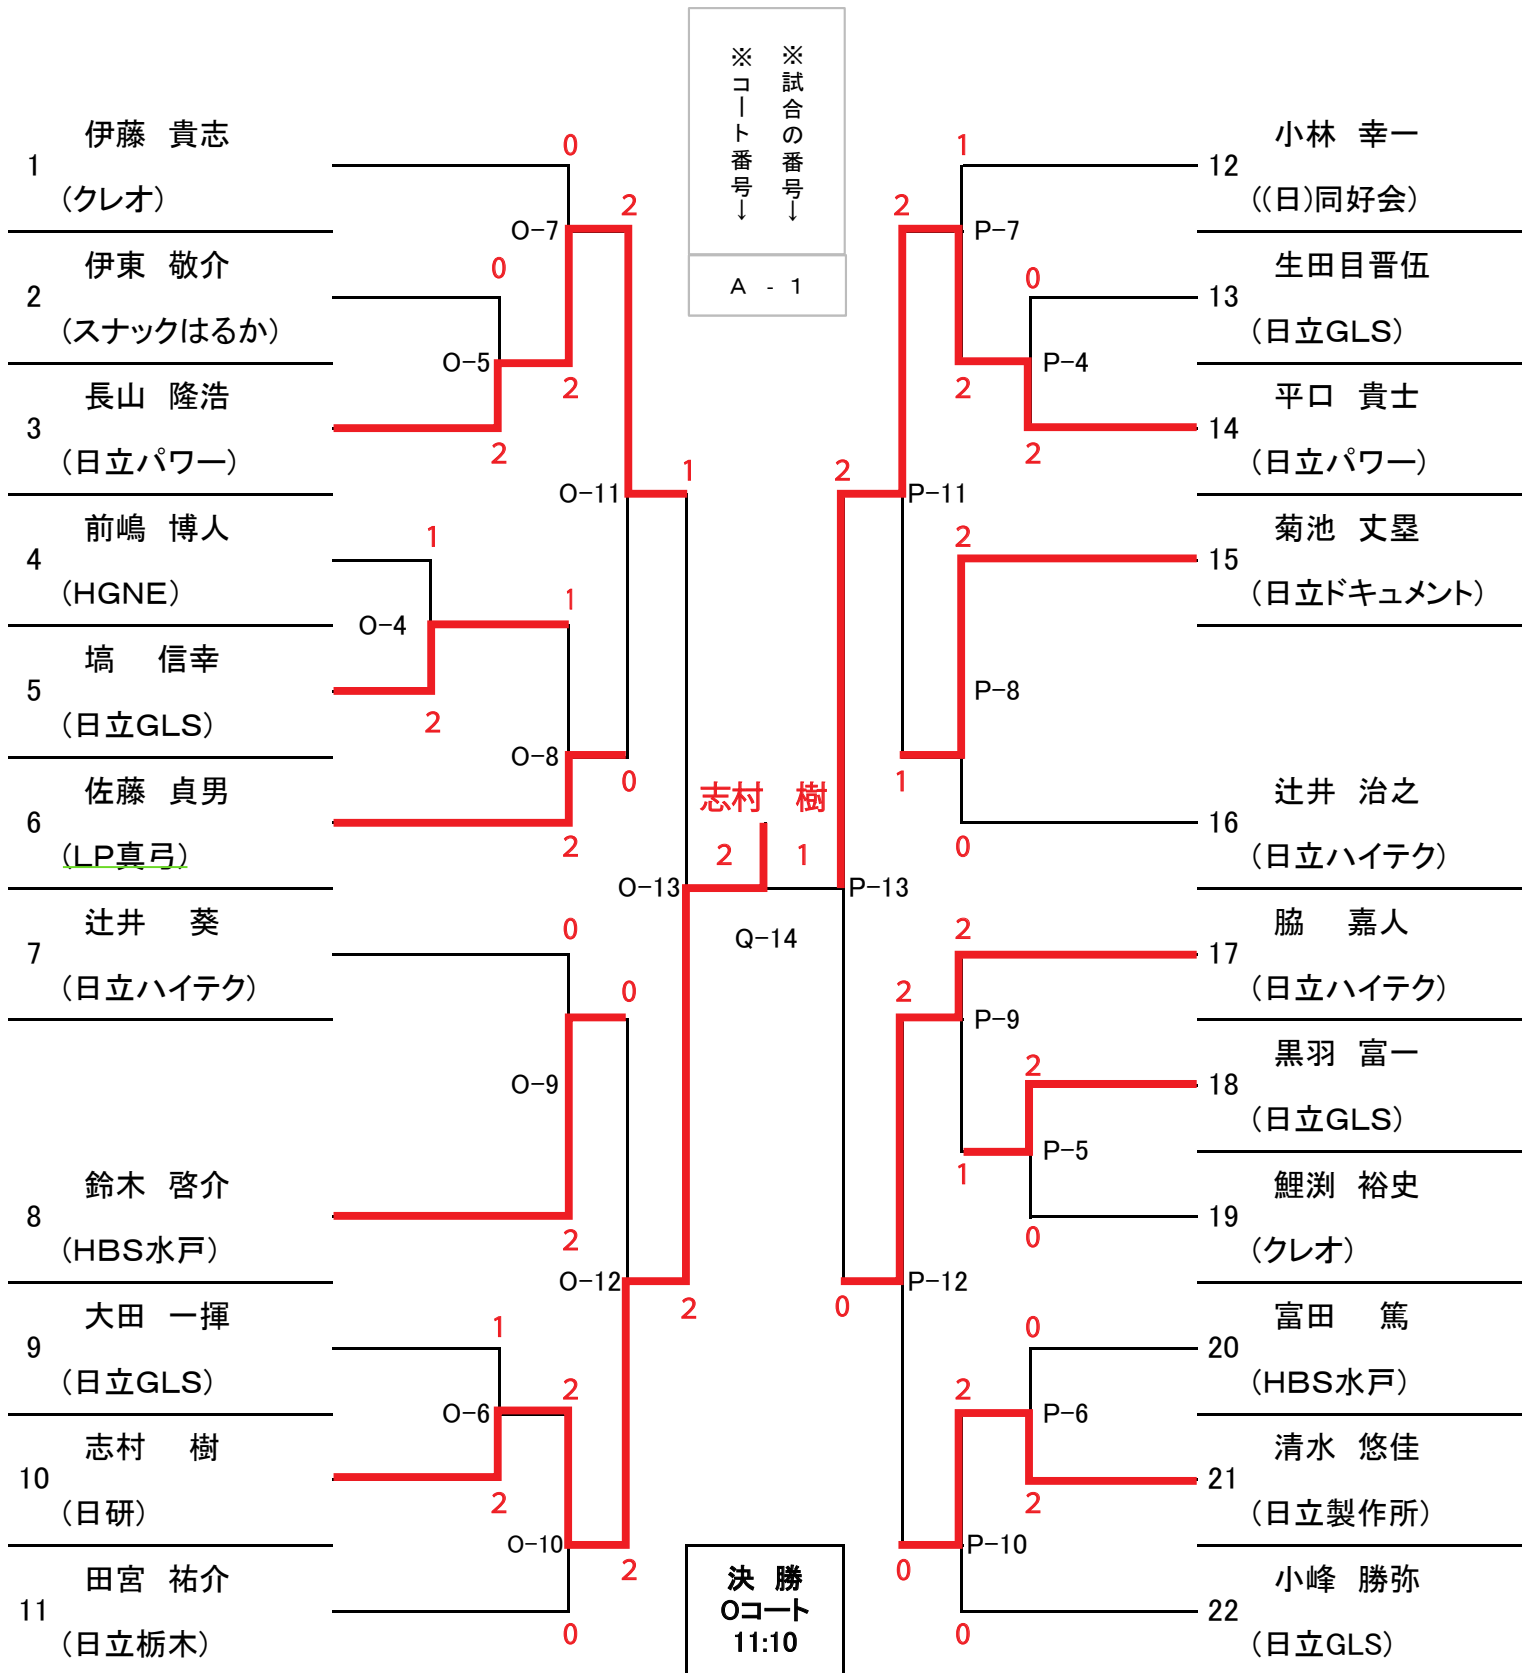 ※コート番号→
※試合の番号→
A - 1
1
伊藤 貴志
(クレオ)
2
伊東 敬介
(スナックはるか)
3
長山 隆浩
(日立パワー)
4
前嶋 博人
(HGNE)
5
塙 信幸
(日立GLS)
6
佐藤 貞男
(LP真弓)
7
辻井 葵
(日立ハイテク)
8
鈴木 啓介
(HBS水戸)
9
大田 一揮
(日立GLS)
10
志村 樹
(日研)
11
田宮 祐介
(日立栃木)
0
O-7
2
0
O-5
2
2
O-11
1
1
1
O-4
2
O-8
0
2
O-13
0
0
O-9
2
O-12
2
1
2
O-6
2
O-10
2
0
志村 樹
2
1
Q-14
決 勝
Oコート
11:10
1
2
P-7
0
P-4
2
2
2
P-11
2
P-8
1
0
P-13
2
2
P-9
2
P-5
1
0
P-12
0
0
2
P-6
2
P-10
0
0
12
小林 幸一
((日)同好会)
13
生田目晋伍
(日立GLS)
14
平口 貴士
(日立パワー)
15
菊池 丈塁
(日立ドキュメント)
16
辻井 治之
(日立ハイテク)
17
脇 嘉人
(日立ハイテク)
18
黒羽 富一
(日立GLS)
19
鯉渕 裕史
(クレオ)
20
富田 篤
(HBS水戸)
21
清水 悠佳
(日立製作所)
22
小峰 勝弥
(日立GLS)